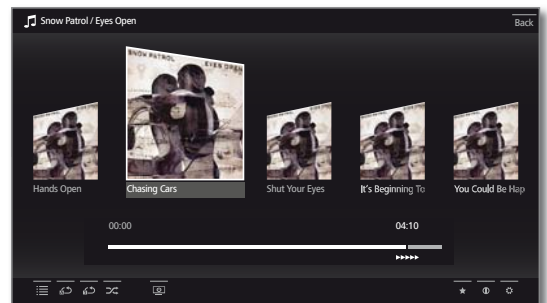 Snow Patrol / Eyes Open
Back
SNOW PATROL EYES OPEN
Hands Open
Chasing Cars
Shut Your Eyes
It's Beginning To
You Could Be Hap
00:00
04:10